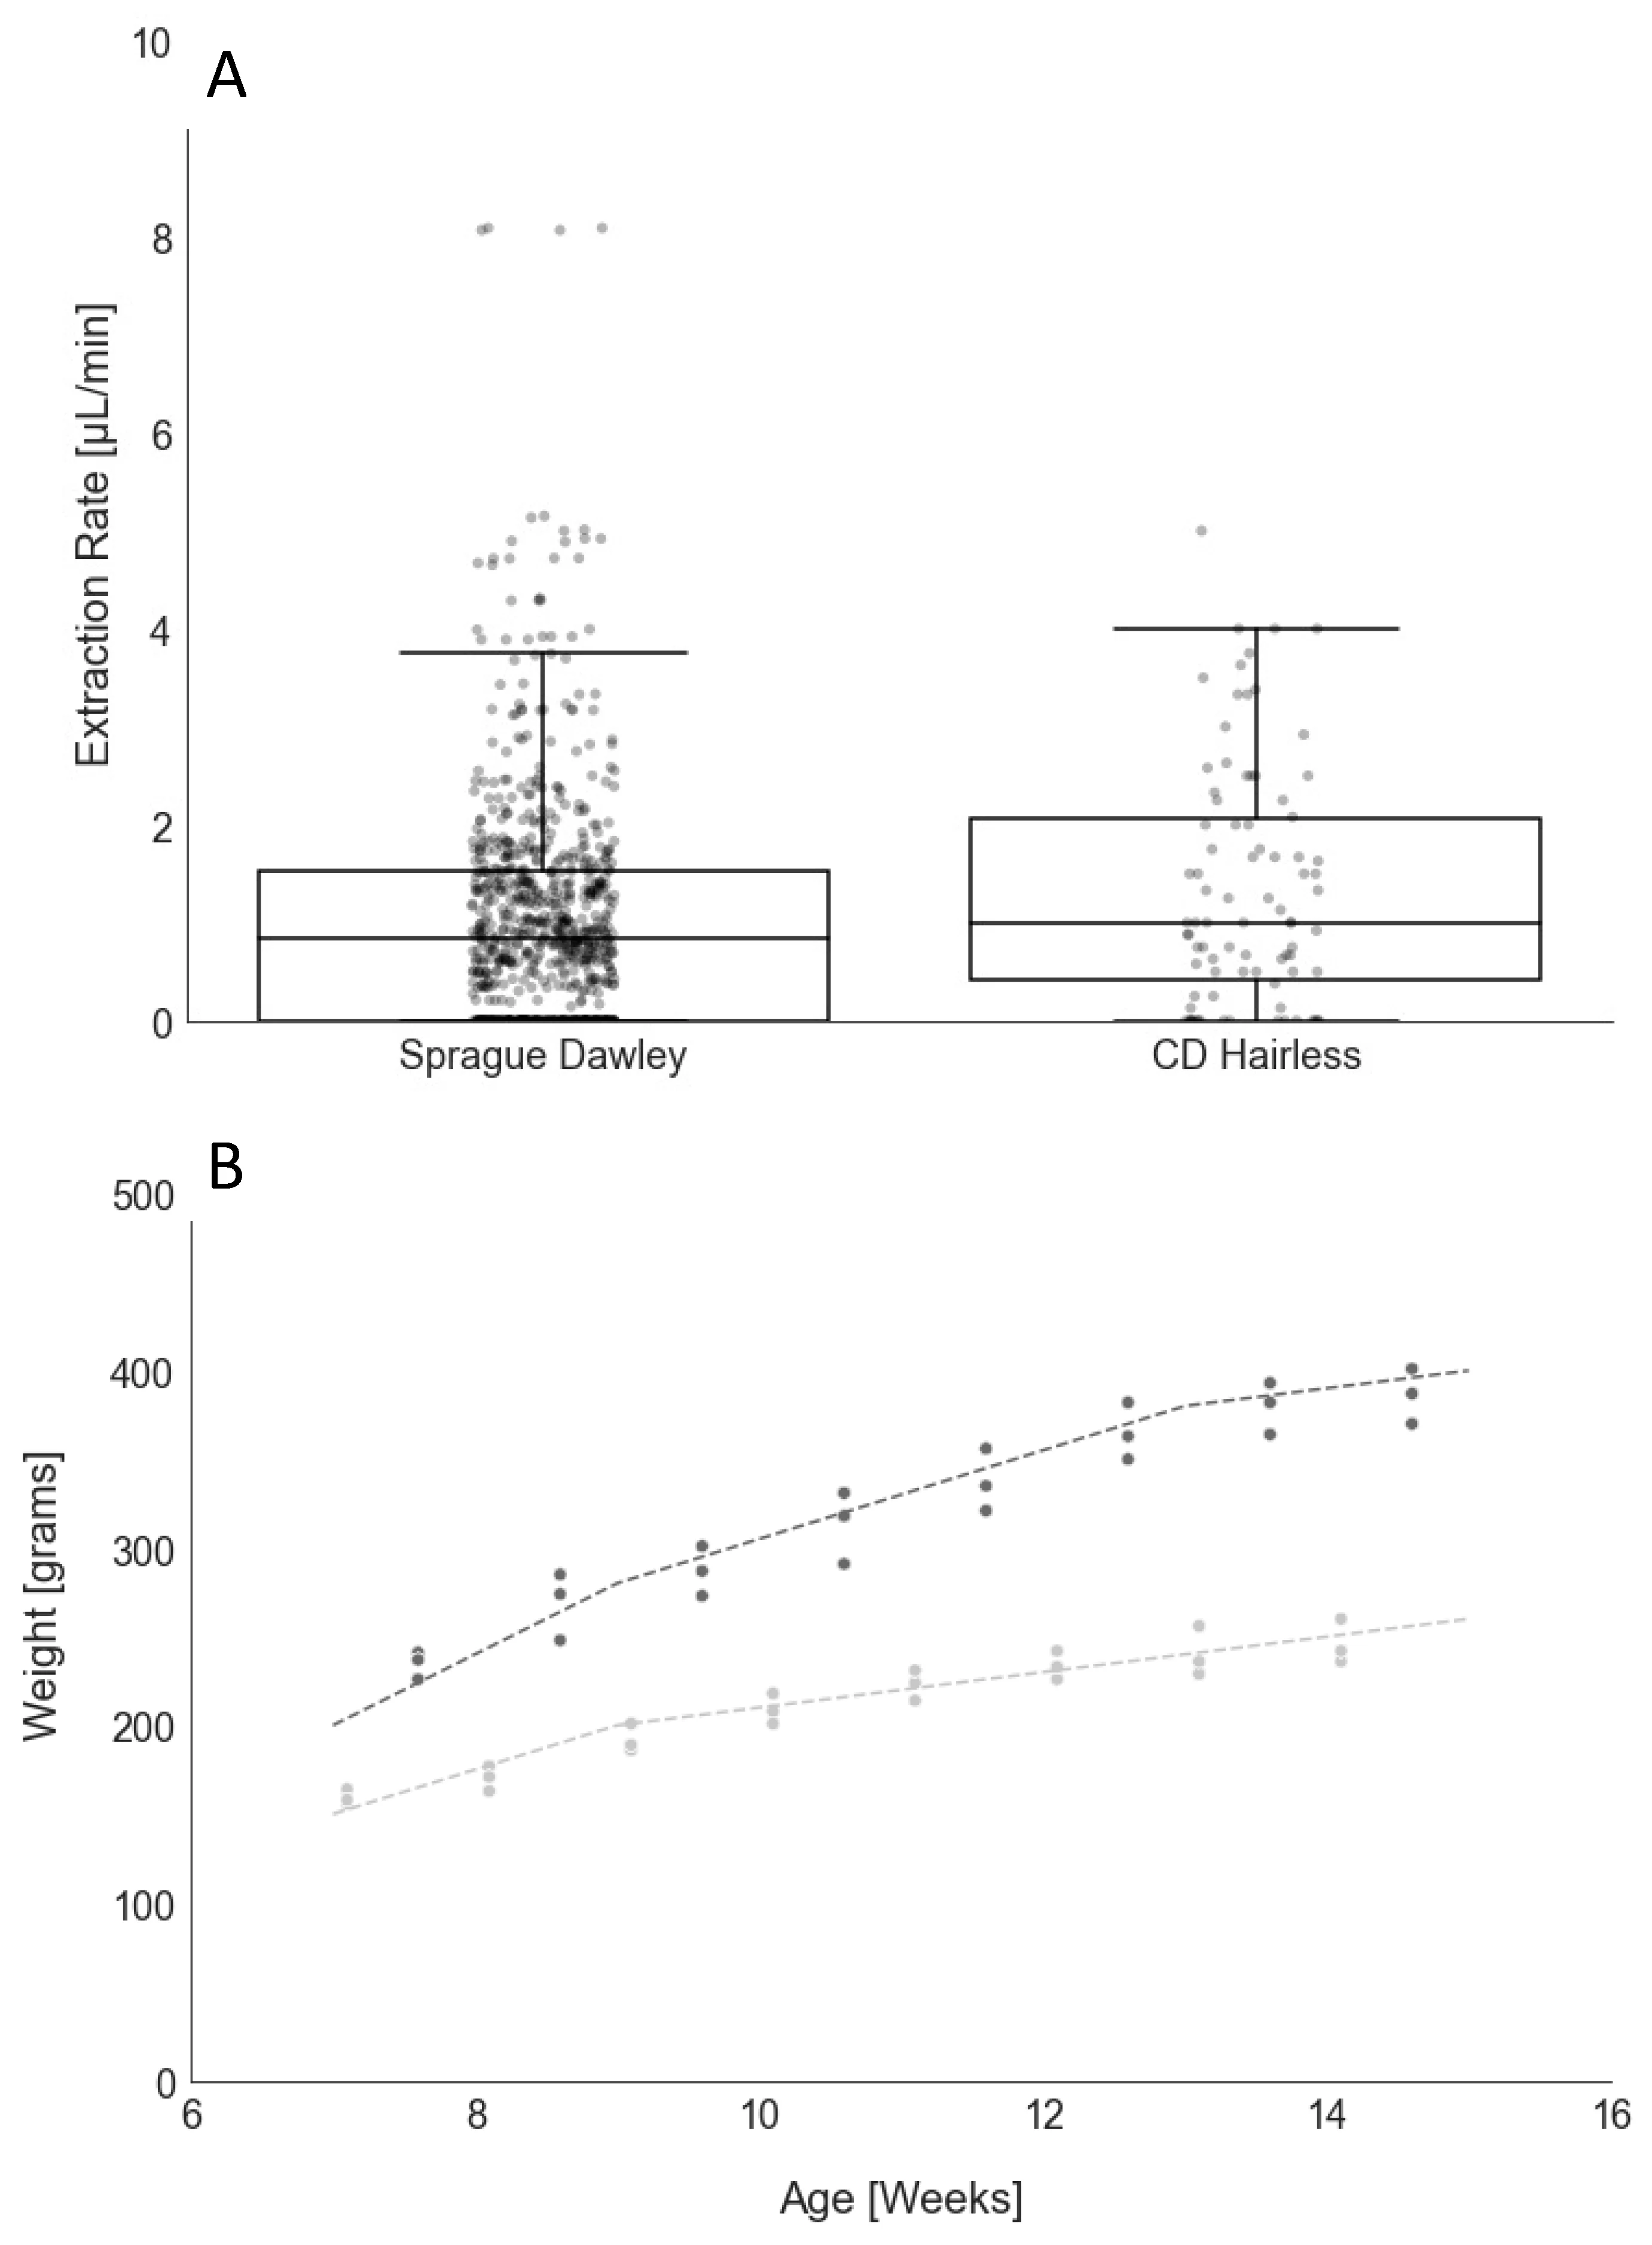 A
10
8
6
4
2
0
Extraction Rate [µL/min]
Sprague Dawley
CD Hairless
B
500
400
300
200
100
0
Weight [grams]
6
8
10
12
14
16
Age [Weeks]